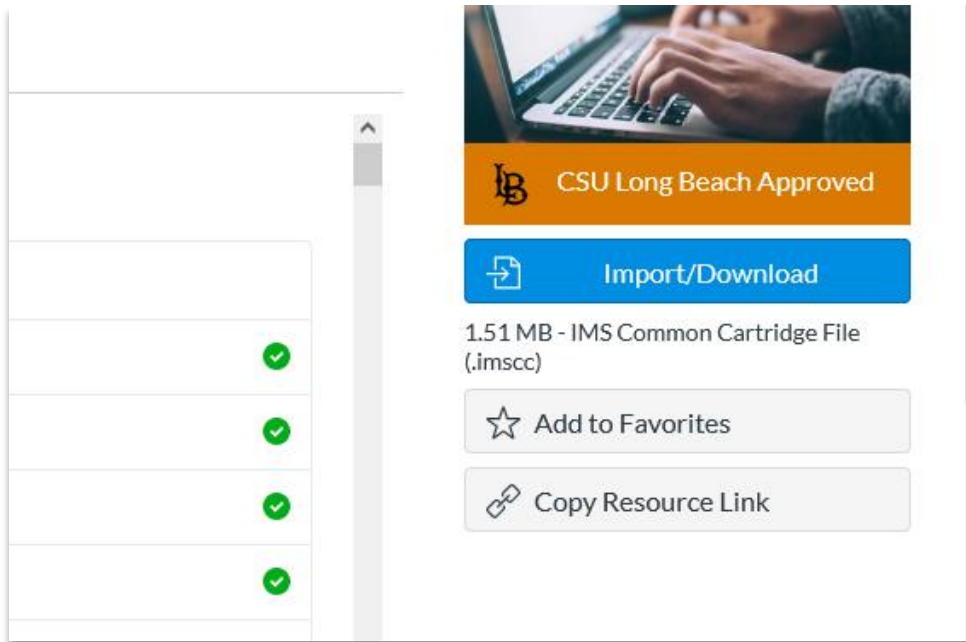 LB CSU Long Beach Approved
Import/Download
1.51 MB - IMS Common Cartridge File
(.imscc)
Add to Favorites
Copy Resource Link